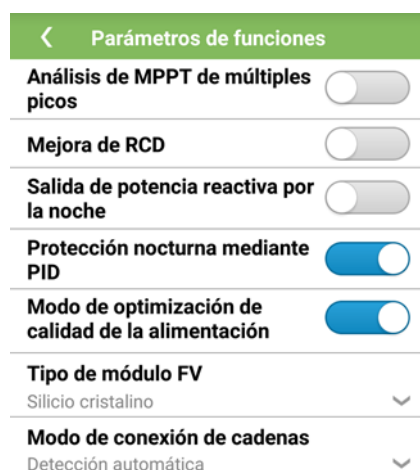 Parámetros de funciones
Análisis de MPPT de múltiples
picos
Mejora de RCD
Salida de potencia reactiva por
la noche
Protección nocturna mediante
PID
Modo de optimización de
calidad de la alimentación
Tipo de módulo FV
Silicio cristalino
Modo de conexión de cadenas
Detección automática